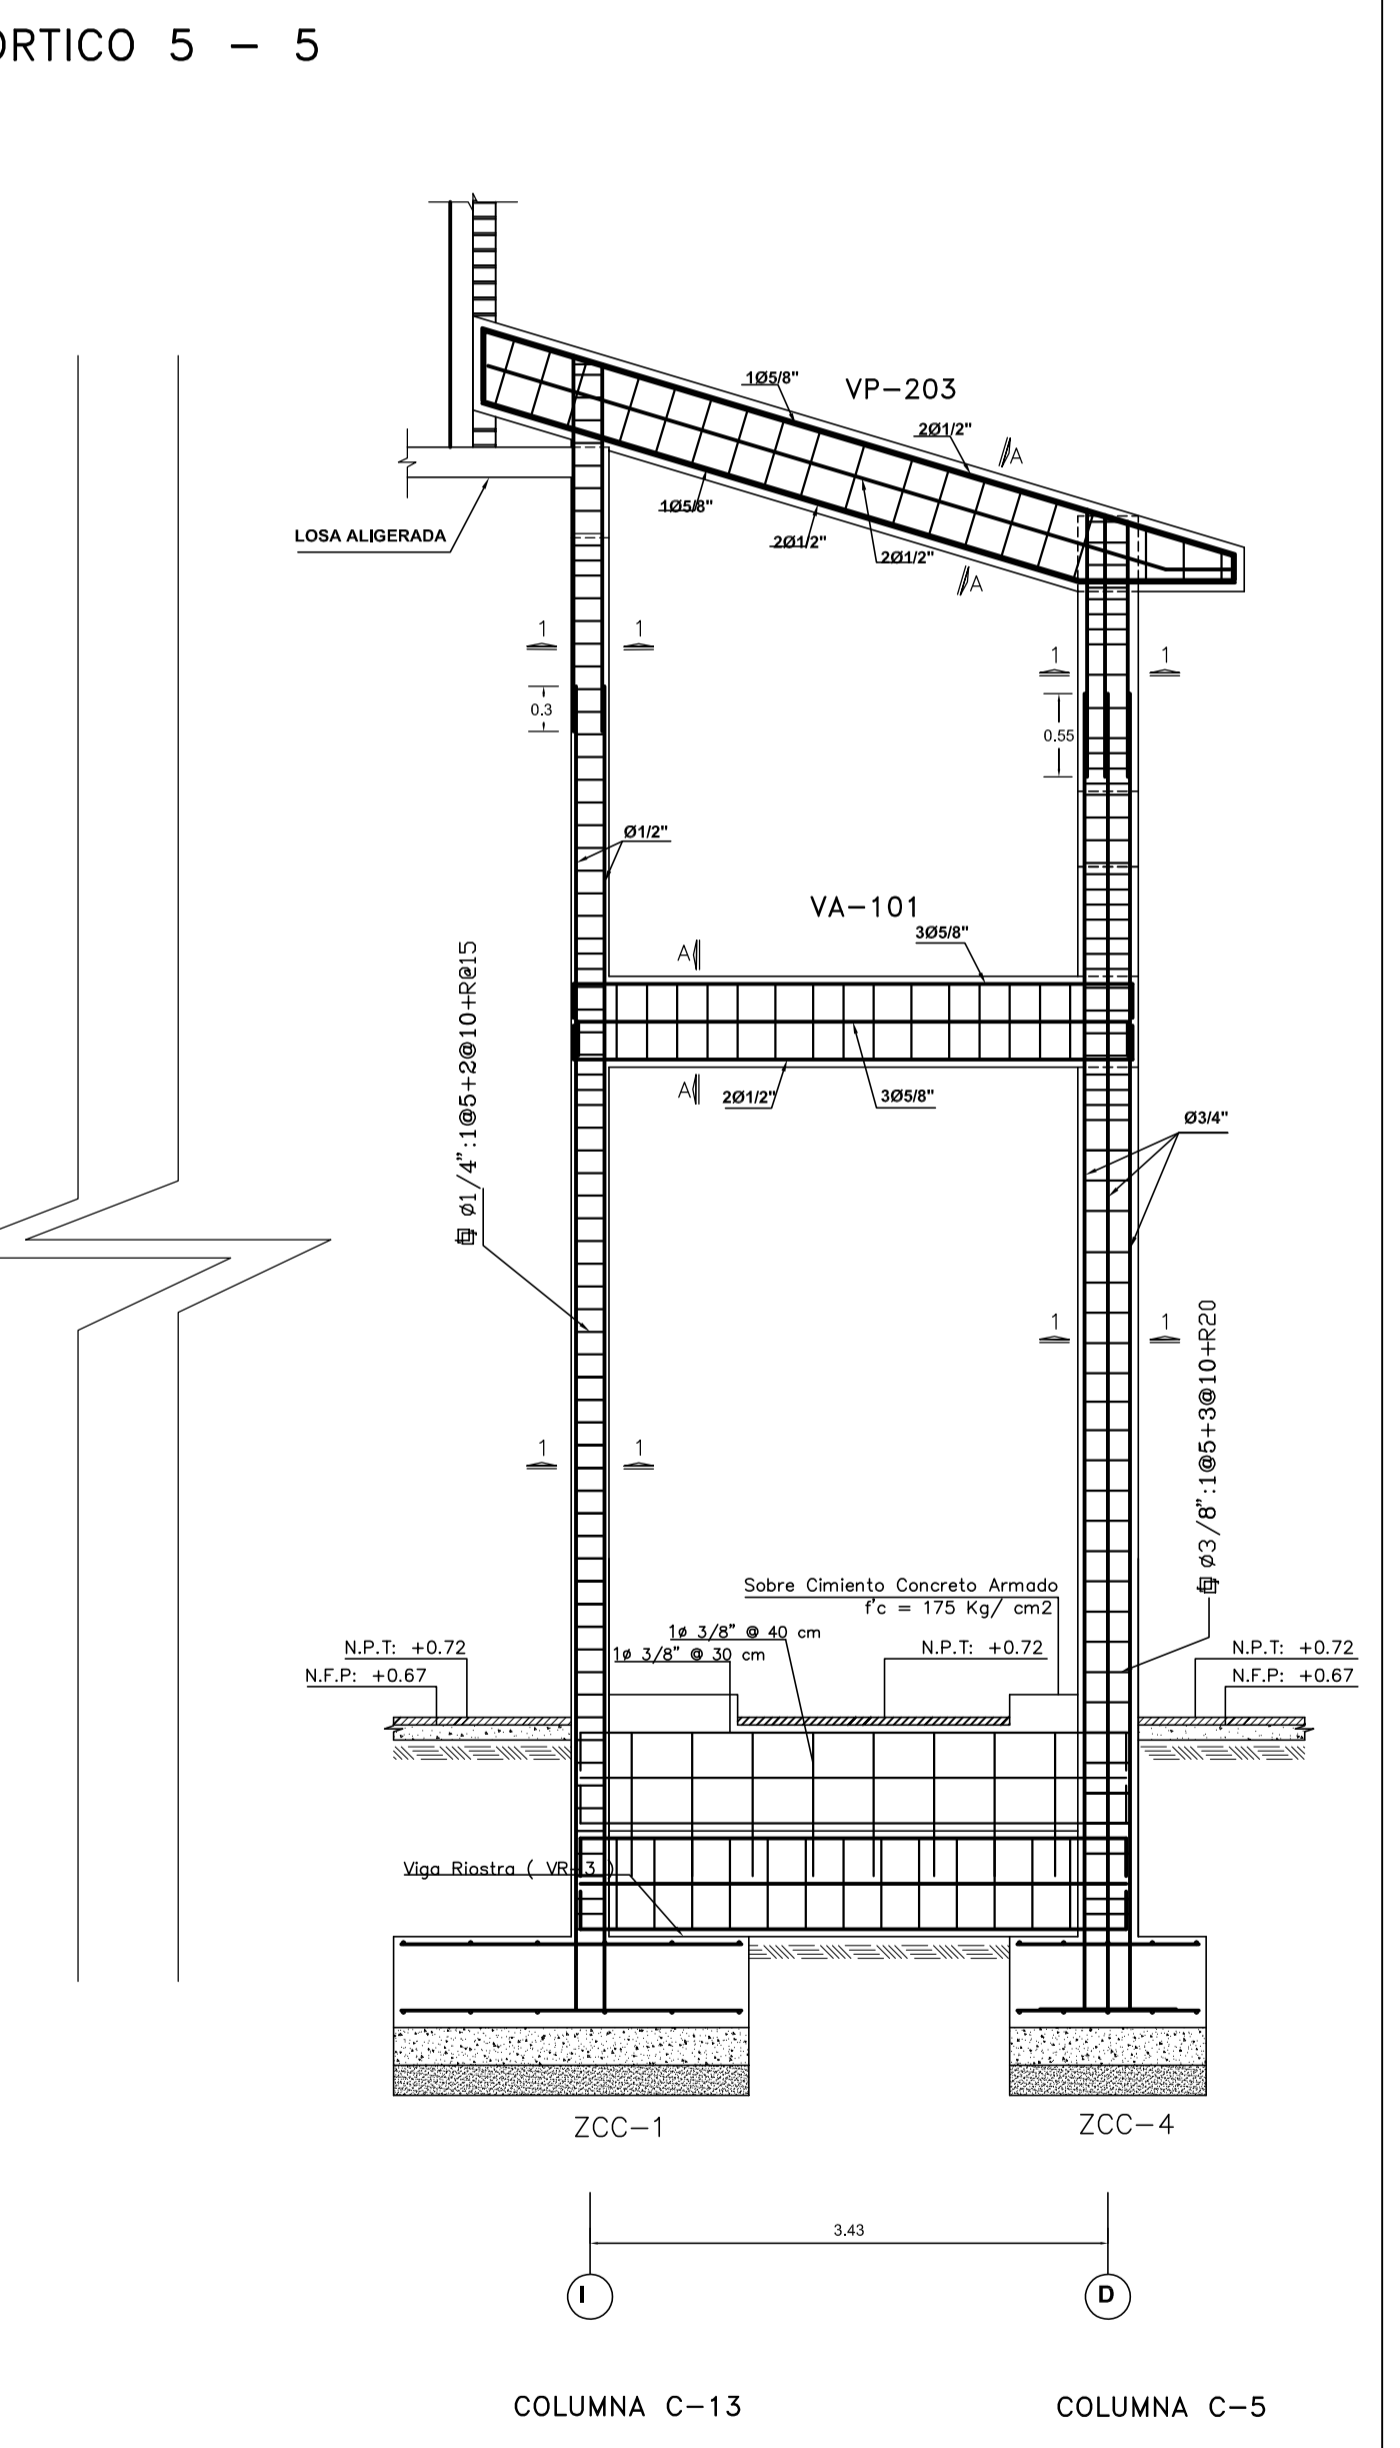 ORTICO 5 - 5
1Ø5/8"
VP-203
2Ø1/2"
A
1Ø5/8"
2Ø1/2"
2Ø1/2"
A
LOSA ALIGERADA
1 1
1 1
0.3
0.55
Ø1/2"
VA-101
3Ø5/8"
A
A
2Ø1/2"
3Ø5/8"
ø1/4":1@5+2@10+R@15
Ø3/4"
1 1
ø3/8":1@5+3@10+R20
1 1
Sobre Cimiento Concreto Armado
f'c = 175 Kg/ cm2
1ø 3/8" @ 40 cm
1ø 3/8" @ 30 cm
N.P.T: +0.72
N.F.P: +0.67
N.P.T: +0.72
N.P.T: +0.72
N.F.P: +0.67
Viga Riostra ( VR-3 )
ZCC-1
ZCC-4
3.43
I
D
COLUMNA C-13
COLUMNA C-5